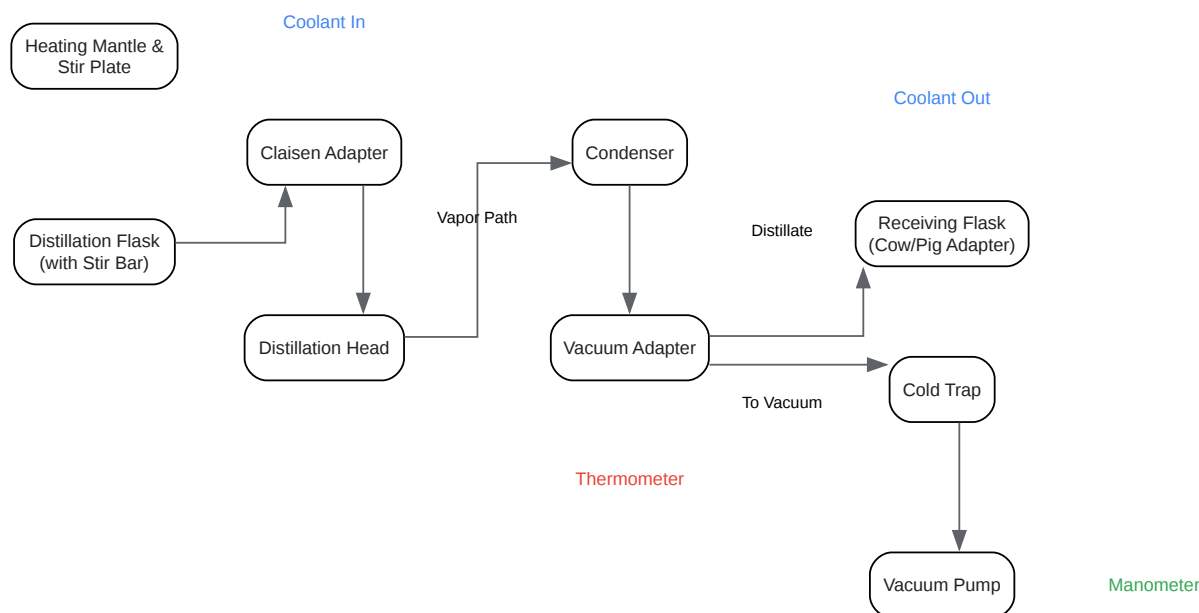 Coolant In
Heating Mantle &
Stir Plate
Coolant Out
Claisen Adapter
Condenser
Vapor Path
Distillation Flask
(with Stir Bar)
Distillate
Receiving Flask
(Cow/Pig Adapter)
Distillation Head
Vacuum Adapter
Cold Trap
To Vacuum
Thermometer
Vacuum Pump
Manometer